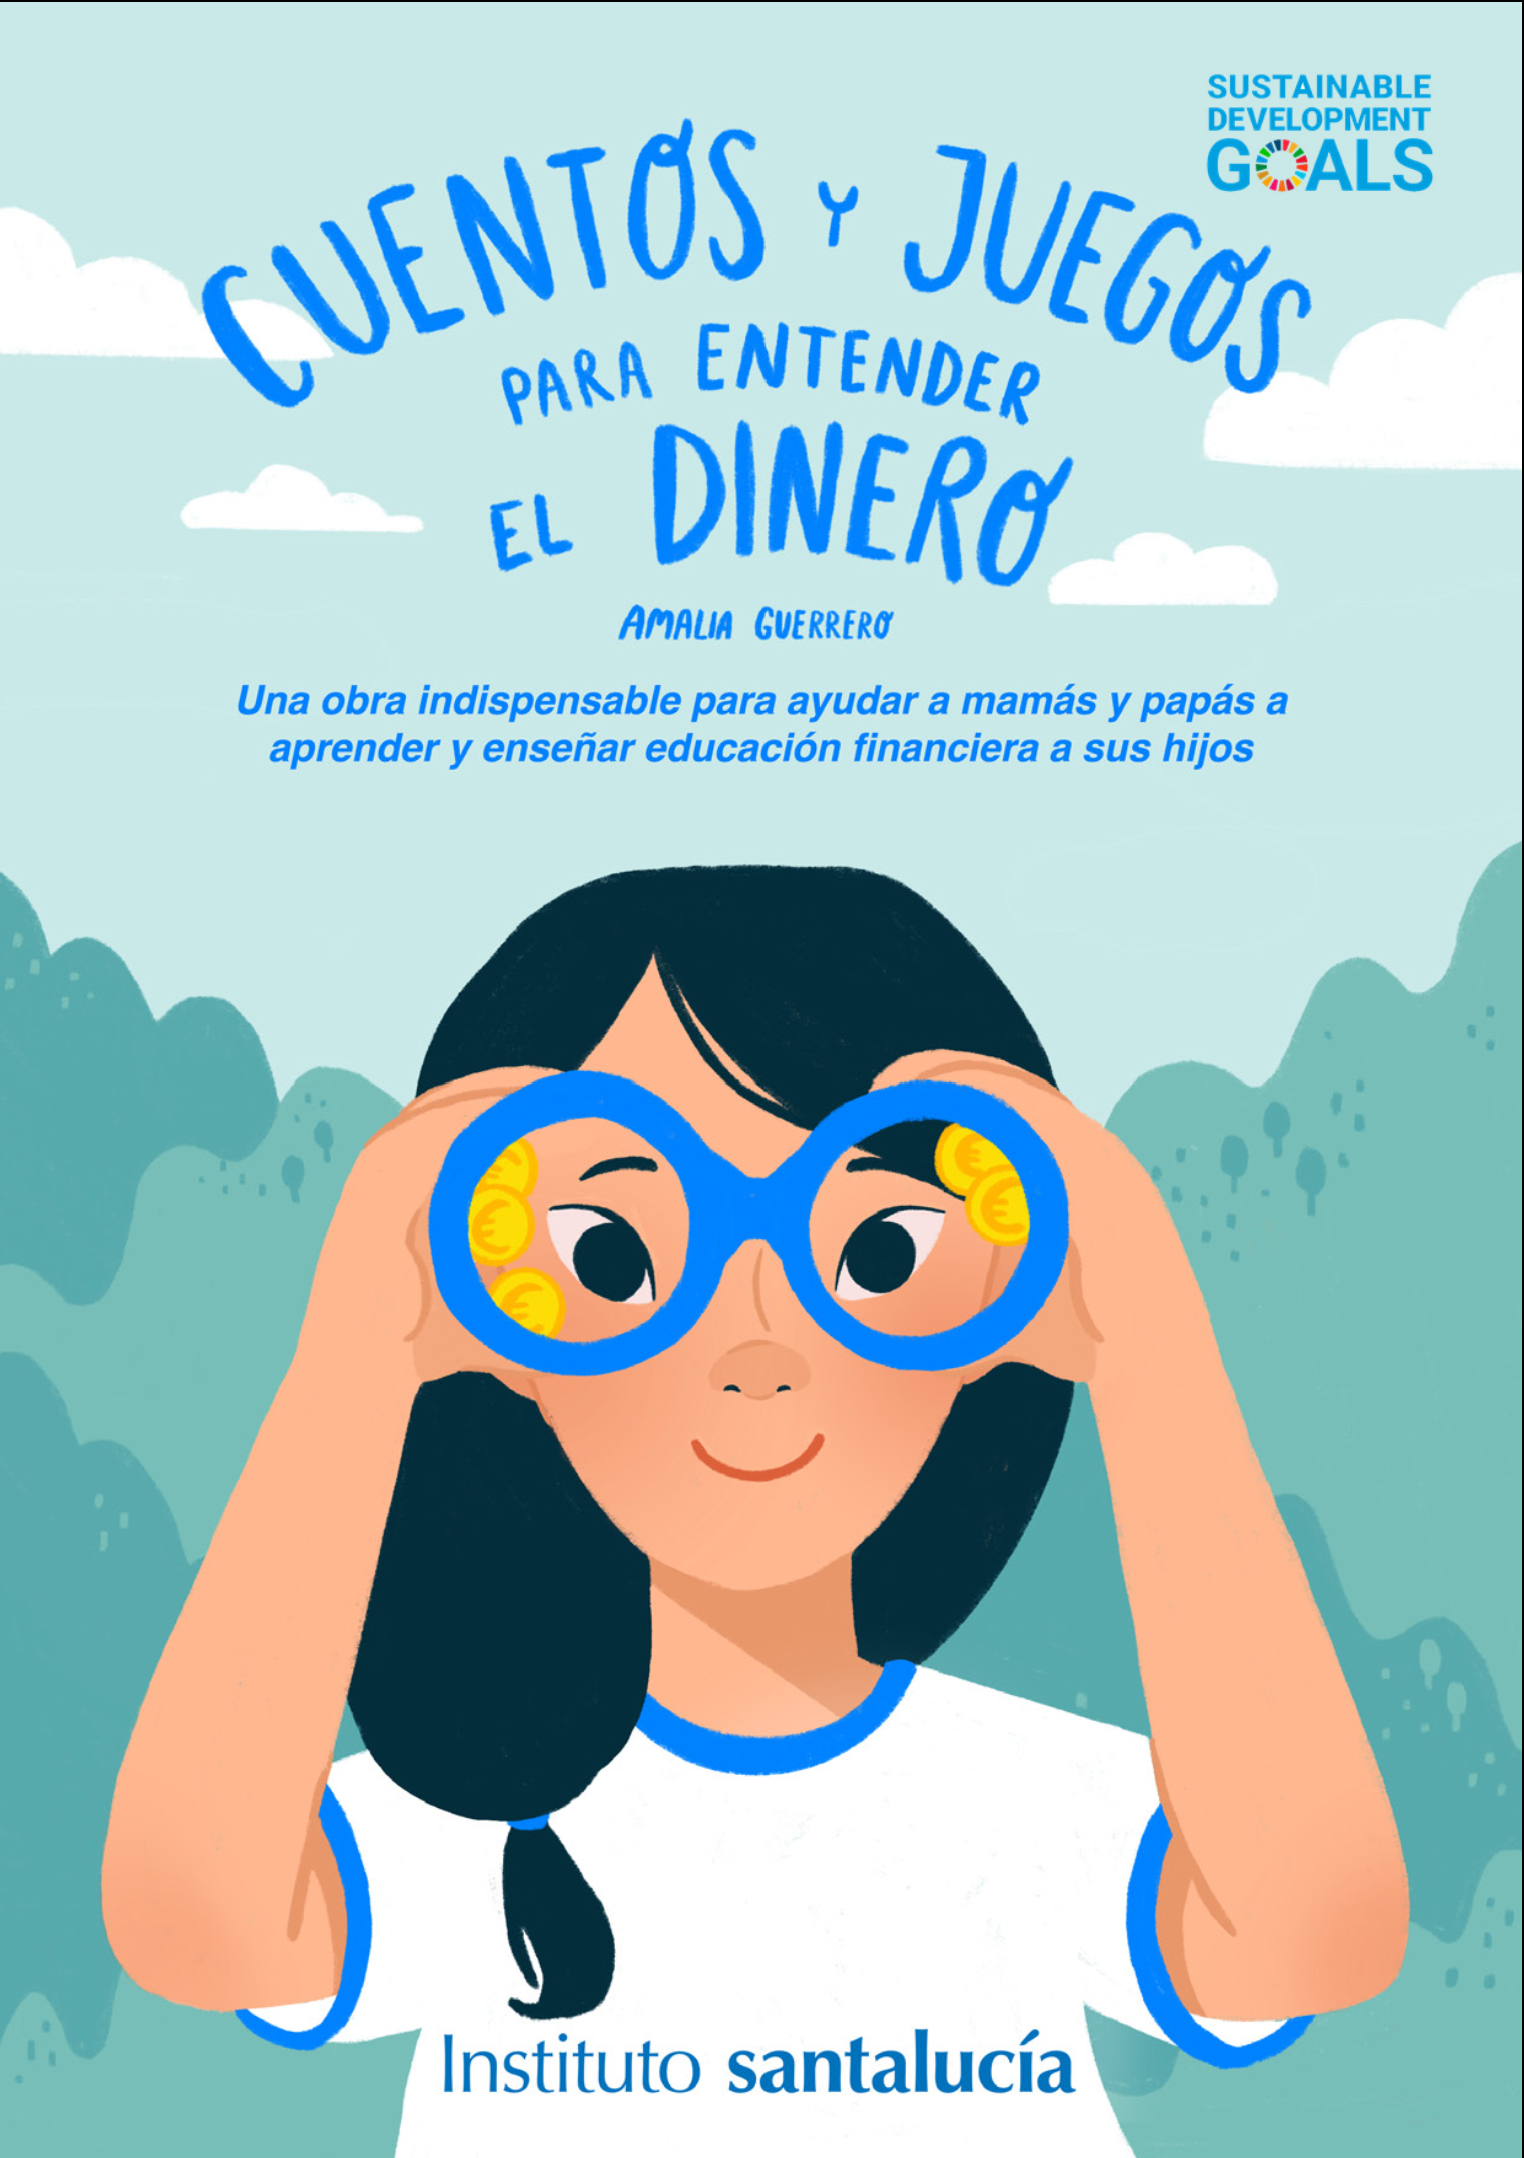 SUSTAINABLE
DEVELOPMENT
GOALS
CUENTOS Y JUEGOS
PARA ENTENDER
EL DINERO
AMALIA GUERRERO
Una obra indispensable para ayudar a mamás y papás a
aprender y enseñar educación financiera a sus hijos
Instituto santalucía